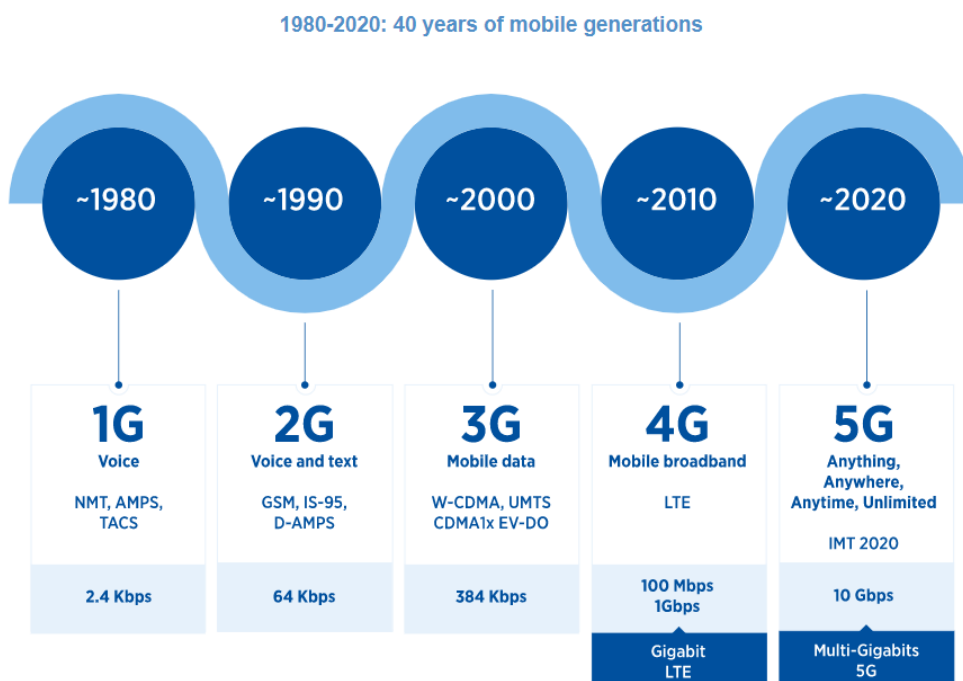 1980-2020: 40 years of mobile generations
~1980
~1990
~2000
~2010
~2020
1G
Voice
NMT, AMPS,
TACS
2.4 Kbps
2G
Voice and text
GSM, IS-95,
D-AMPS
64 Kbps
3G
Mobile data
W-CDMA, UMTS
CDMA1x EV-DO
384 Kbps
4G
Mobile broadband
LTE
100 Mbps
1Gbps
Gigabit
LTE
5G
Anything,
Anywhere,
Anytime, Unlimited
IMT 2020
10 Gbps
Multi-Gigabits
5G